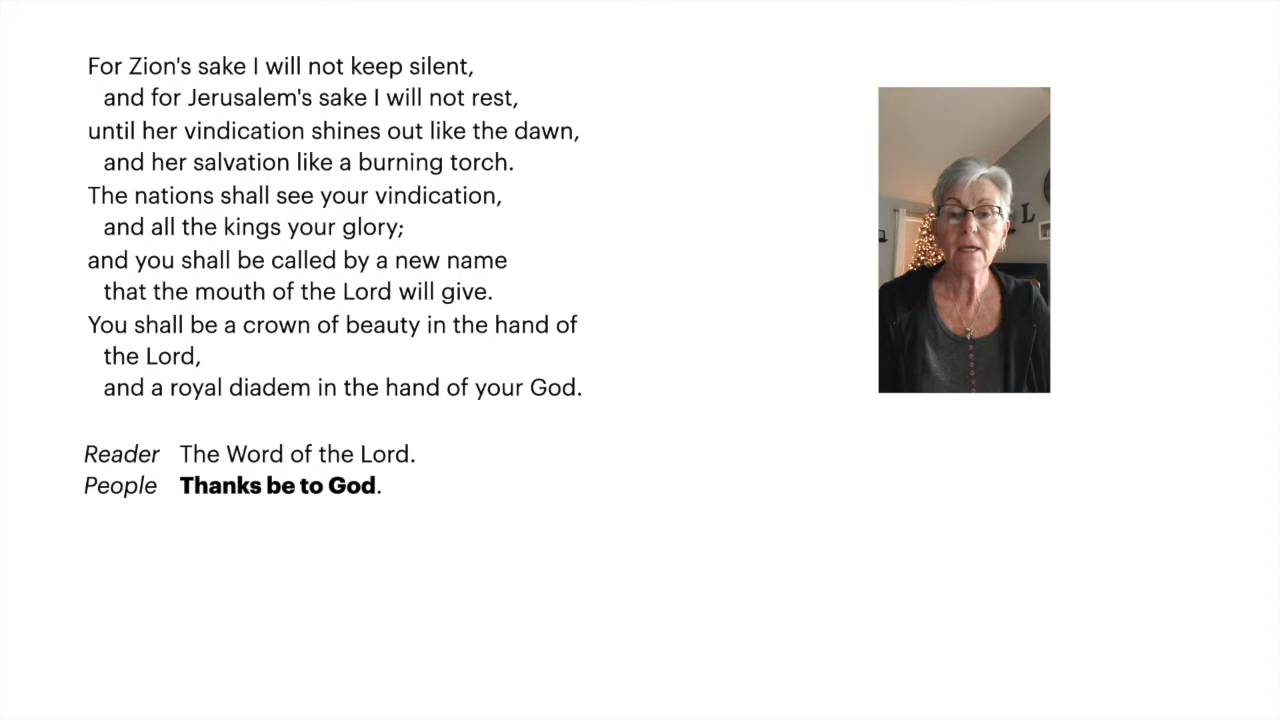 For Zion's sake I will not keep silent,
and for Jerusalem's sake I will not rest,
until her vindication shines out like the dawn,
and her salvation like a burning torch.
The nations shall see your vindication,
and all the kings your glory;
and you shall be called by a new name
that the mouth of the Lord will give.
You shall be a crown of beauty in the hand of
the Lord,
and a royal diadem in the hand of your God.
Reader The Word of the Lord.
People Thanks be to God.
L